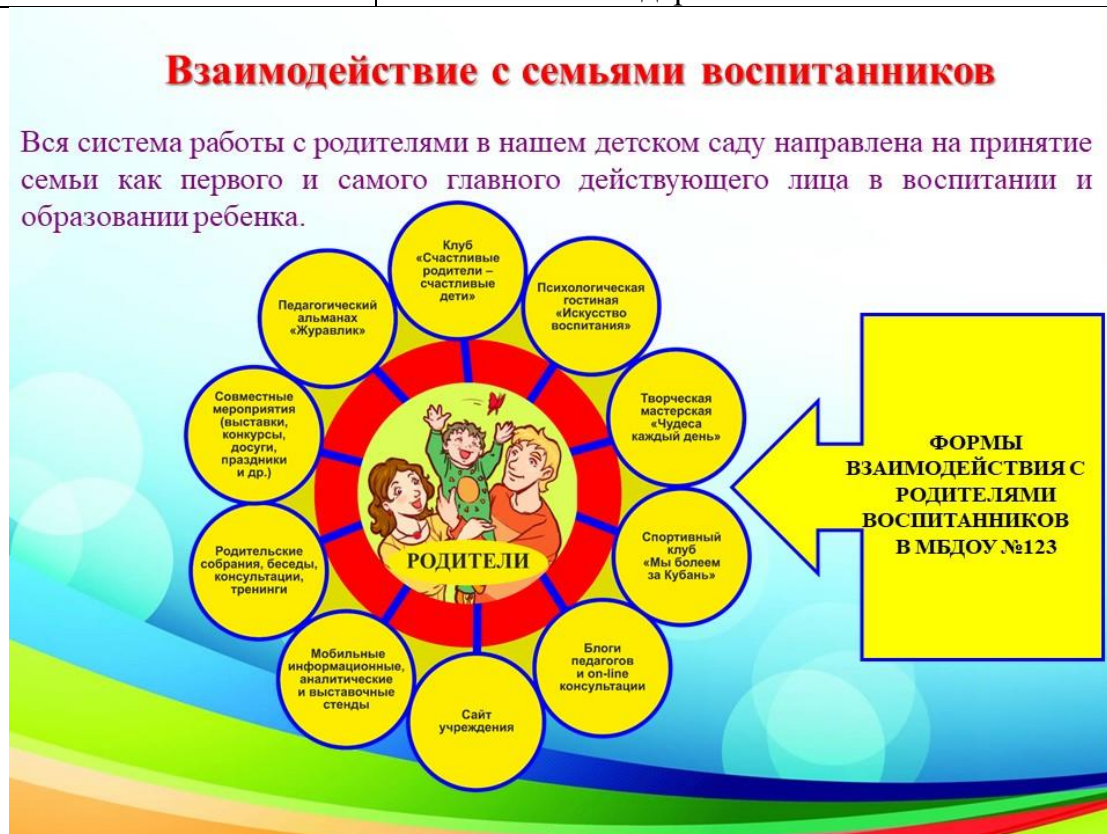 Взаимодействие с семьями воспитанников
Вся система работы с родителями в нашем детском саду направлена на принятие
семьи как первого и самого главного действующего лица в воспитании и
образовании ребенка.
Клуб
«Счастливые
родители –
счастливые
дети»
Психологическая
гостиная
«Искусство
воспитания»
Творческая
мастерская
«Чудеса
каждый день»
Спортивный
клуб
«Мы болеем
за Кубань»
Блоги
педагогов
и on-line
консультации
Сайт
учреждения
Мобильные
информационные,
аналитические
и выставочные
стенды
Родительские
собрания, беседы,
консультации,
тренинги
Совместные
мероприятия
(выставки,
конкурсы,
досуги,
праздники
и др.)
Педагогический
альманах
«Журавлик»
РОДИТЕЛИ
ФОРМЫ
ВЗАИМОДЕЙСТВИЯ С
РОДИТЕЛЯМИ
ВОСПИТАННИКОВ
В МБДОУ №123